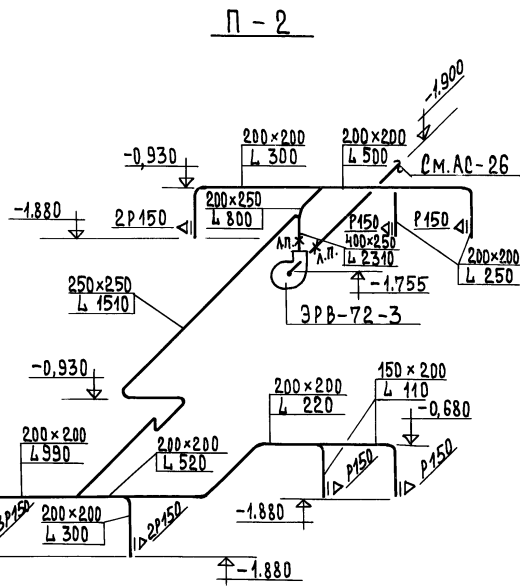 П-2
-1.900
200×200
L 300
200×200
L 500
-0,930
См.АС-26
200×250
L 800
-1.880
2Р150
Р150
Р150
Л.П.
Л.П.
400×250
L 2310
200×200
L 250
-1.755
ЭРВ-72-3
250×250
L 1510
-0,930
150×200
L 110
200×200
L 220
-0,680
200×200
L 990
200×200
L 520
Р150
Р150
200×200
L 300
2Р150
-1.880
-1.880